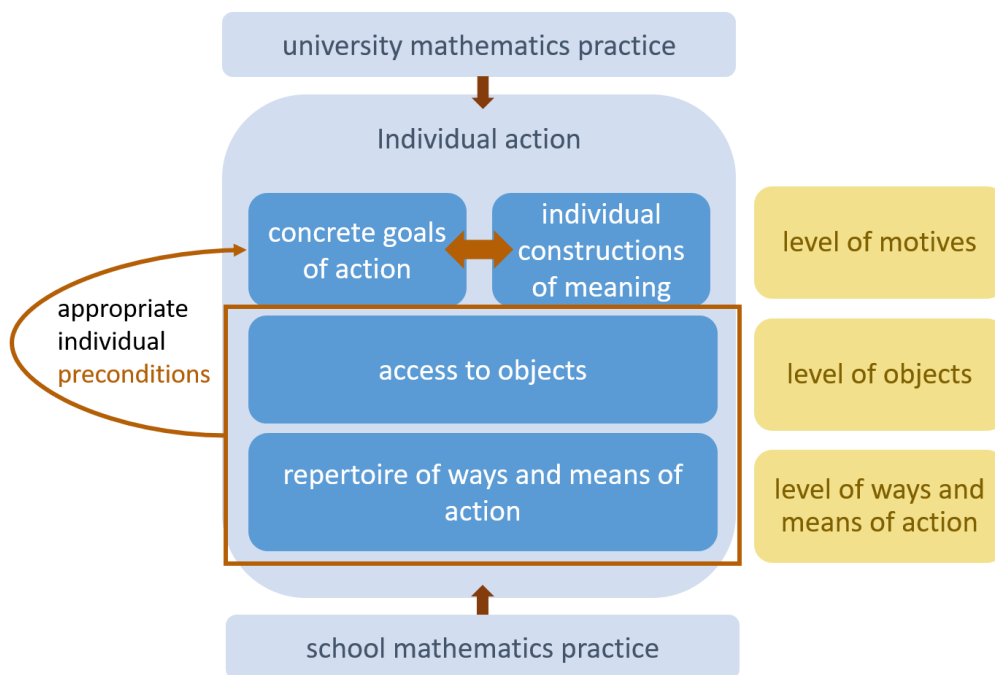 university mathematics practice
Individual action
concrete goals
of action
individual
constructions
of meaning
level of motives
appropriate
individual
preconditions
access to objects
level of objects
repertoire of ways and means of
action
level of ways and
means of action
school mathematics practice